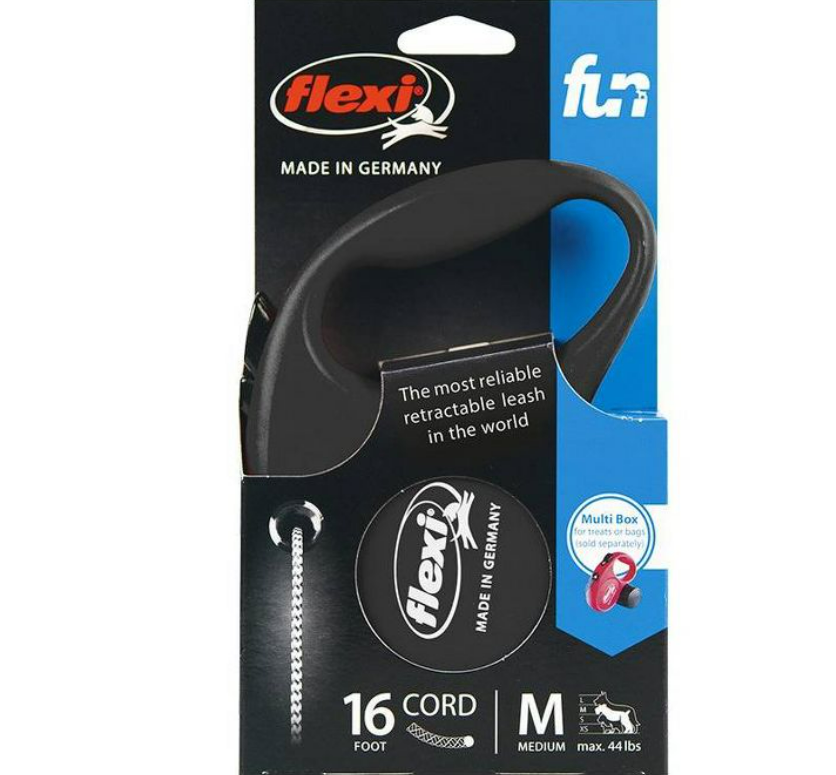 flexi®
fun
MADE IN GERMANY
The most reliable
retractable leash
in the world
flexi®
MADE IN GERMANY
Multi Box
for treats or bags
(sold separately)
16 CORD
FOOT
M
MEDIUM
L
M
S
XS
max. 44 lbs